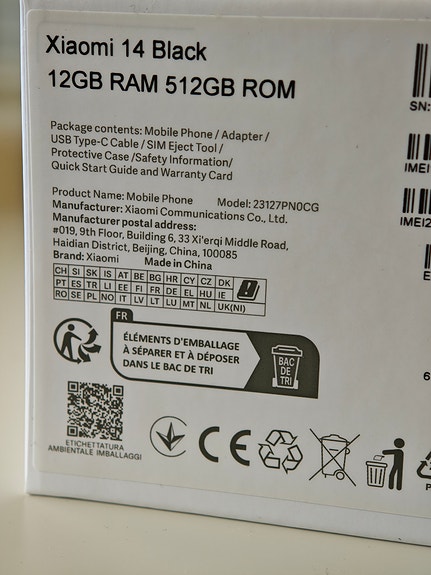 Xiaomi 14 Black
12GB RAM 512GB ROM
SN:
IMEI
IMEI2
Package contents: Mobile Phone / Adapter /
USB Type-C Cable / SIM Eject Tool /
Protective Case /Safety Information/
Quick Start Guide and Warranty Card
Product Name: Mobile Phone Model: 23127PN0CG
Manufacturer: Xiaomi Communications Co., Ltd.
Manufacturer postal address:
#019, 9th Floor, Building 6, 33 Xi'erqi Middle Road,
Haidian District, Beijing, China, 100085
Brand: Xiaomi Made in China
CH SI SK IS AT BE BG HR CY CZ DK
PT ES TR LI EE FI FR DE EL HU IE
RO SE PL NO IT LV LT LU MT NL UK(NI)
FR
ÉLÉMENTS D'EMBALLAGE
À SÉPARER ET À DÉPOSER
DANS LE BAC DE TRI
BAC
DE
TRI
ETICHETTATURA
AMBIENTALE IMBALLAGGI
CE